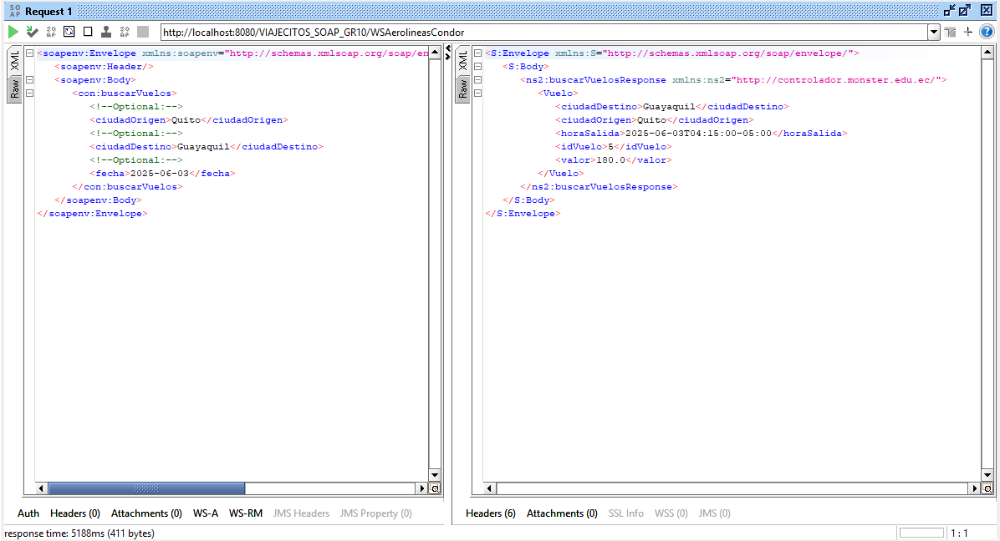 SO AP Request 1
http://localhost:8080/VIAJECITOS_SOAP_GR10/WSAerolineasCondor
XML
Raw
<soapenv:Envelope xmlns:soapenv="http://schemas.xmlsoap.org/soap/en
<soapenv:Header/>
<soapenv:Body>
<con:buscarVuelos>
<!--Optional:-->
<ciudadOrigen>Quito</ciudadOrigen>
<!--Optional:-->
<ciudadDestino>Guayaquil</ciudadDestino>
<!--Optional:-->
<fecha>2025-06-03</fecha>
</con:buscarVuelos>
</soapenv:Body>
</soapenv:Envelope>
XML
Raw
<S:Envelope xmlns:S="http://schemas.xmlsoap.org/soap/envelope/">
<S:Body>
<ns2:buscarVuelosResponse xmlns:ns2="http://controlador.monster.edu.ec/">
<Vuelo>
<ciudadDestino>Guayaquil</ciudadDestino>
<ciudadOrigen>Quito</ciudadOrigen>
<horaSalida>2025-06-03T04:15:00-05:00</horaSalida>
<idVuelo>5</idVuelo>
<valor>180.0</valor>
</Vuelo>
</ns2:buscarVuelosResponse>
</S:Body>
</S:Envelope>
Auth Headers (0) Attachments (0) WS-A WS-RM JMS Headers JMS Property (0)
Headers (6) Attachments (0) SSL Info WSS (0) JMS (0)
response time: 5188ms (411 bytes)
1 : 1